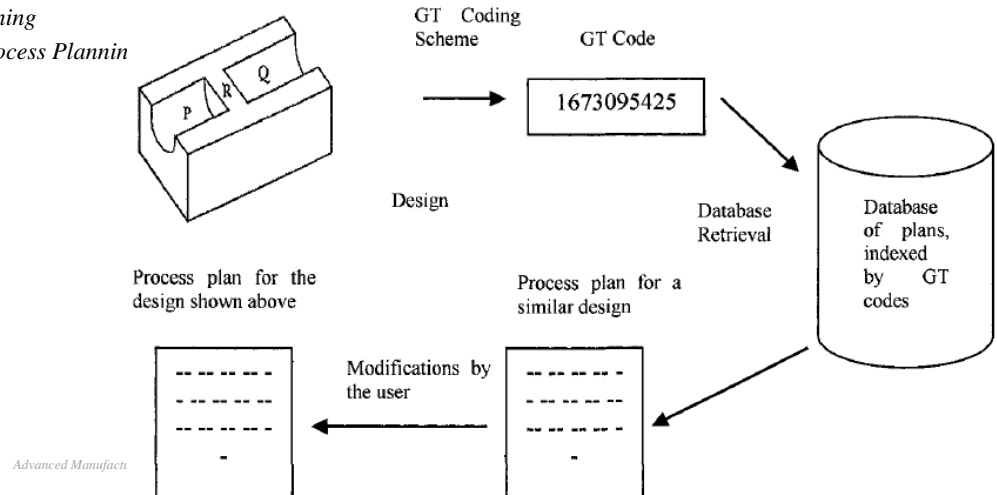 ning
ocess Plannin
GT Coding
Scheme
GT Code
P
R
Q
1673095425
Design
Database
Retrieval
Database
of plans,
indexed
by GT
codes
Process plan for the
design shown above
Process plan for a
similar design
Modifications by
the user
Advanced Manufactu